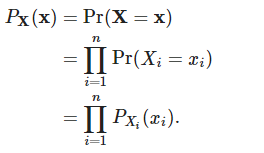 P_𝐗(𝐱) = Pr(𝐗 = 𝐱)
= ∏_{i=1}^{n} Pr(X_i = x_i)
= ∏_{i=1}^{n} P_{X_i}(x_i).